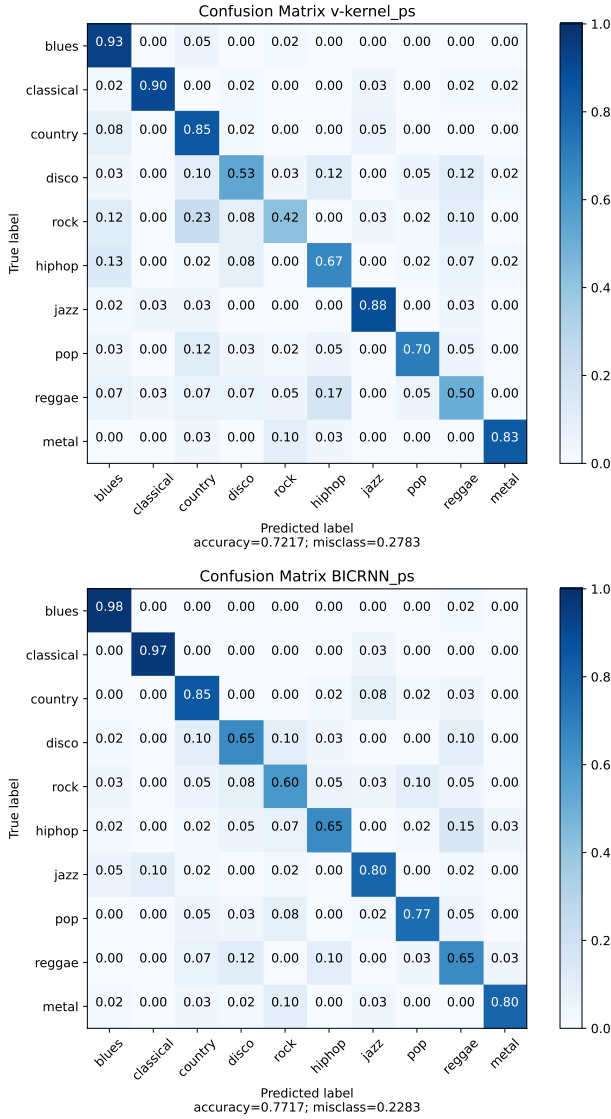 Confusion Matrix v-kernel_ps
blues 0.93 0.00 0.05 0.00 0.02 0.00 0.00 0.00 0.00 0.00
classical 0.02 0.90 0.00 0.02 0.00 0.00 0.03 0.00 0.02 0.02
country 0.08 0.00 0.85 0.02 0.00 0.00 0.05 0.00 0.00 0.00
disco 0.03 0.00 0.10 0.53 0.03 0.12 0.00 0.05 0.12 0.02
rock 0.12 0.00 0.23 0.08 0.42 0.00 0.03 0.02 0.10 0.00
hiphop 0.13 0.00 0.02 0.08 0.00 0.67 0.00 0.02 0.07 0.02
jazz 0.02 0.03 0.03 0.00 0.00 0.00 0.88 0.00 0.03 0.00
pop 0.03 0.00 0.12 0.03 0.02 0.05 0.00 0.70 0.05 0.00
reggae 0.07 0.03 0.07 0.07 0.05 0.17 0.00 0.05 0.50 0.00
metal 0.00 0.00 0.03 0.00 0.10 0.03 0.00 0.00 0.00 0.83
True label
blues classical country disco rock hiphop jazz pop reggae metal
Predicted label
accuracy=0.7217; misclass=0.2783
1.0
0.8
0.6
0.4
0.2
0.0
Confusion Matrix BICRNN_ps
blues 0.98 0.00 0.00 0.00 0.00 0.00 0.00 0.00 0.02 0.00
classical 0.00 0.97 0.00 0.00 0.00 0.00 0.03 0.00 0.00 0.00
country 0.00 0.00 0.85 0.00 0.00 0.02 0.08 0.02 0.03 0.00
disco 0.02 0.00 0.10 0.65 0.10 0.03 0.00 0.00 0.10 0.00
rock 0.03 0.00 0.05 0.08 0.60 0.05 0.03 0.10 0.05 0.00
hiphop 0.02 0.00 0.02 0.05 0.07 0.65 0.00 0.02 0.15 0.03
jazz 0.05 0.10 0.02 0.00 0.00 0.00 0.80 0.00 0.02 0.00
pop 0.00 0.00 0.05 0.03 0.08 0.00 0.02 0.77 0.05 0.00
reggae 0.00 0.00 0.07 0.12 0.00 0.10 0.00 0.03 0.65 0.03
metal 0.02 0.00 0.03 0.02 0.10 0.00 0.03 0.00 0.00 0.80
True label
blues classical country disco rock hiphop jazz pop reggae metal
Predicted label
accuracy=0.7717; misclass=0.2283
1.0
0.8
0.6
0.4
0.2
0.0